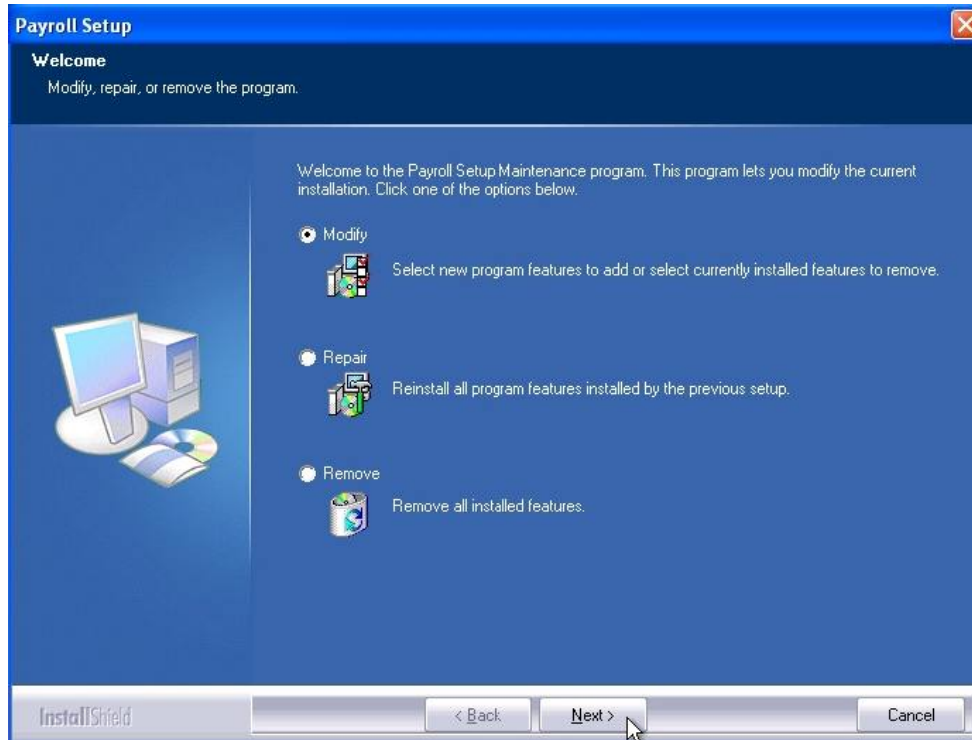 Payroll Setup
Welcome
Modify, repair, or remove the program.
Welcome to the Payroll Setup Maintenance program. This program lets you modify the current
installation. Click one of the options below.
Modify
Select new program features to add or select currently installed features to remove.
Repair
Reinstall all program features installed by the previous setup.
Remove
Remove all installed features.
InstallShield
< Back
Next >
Cancel